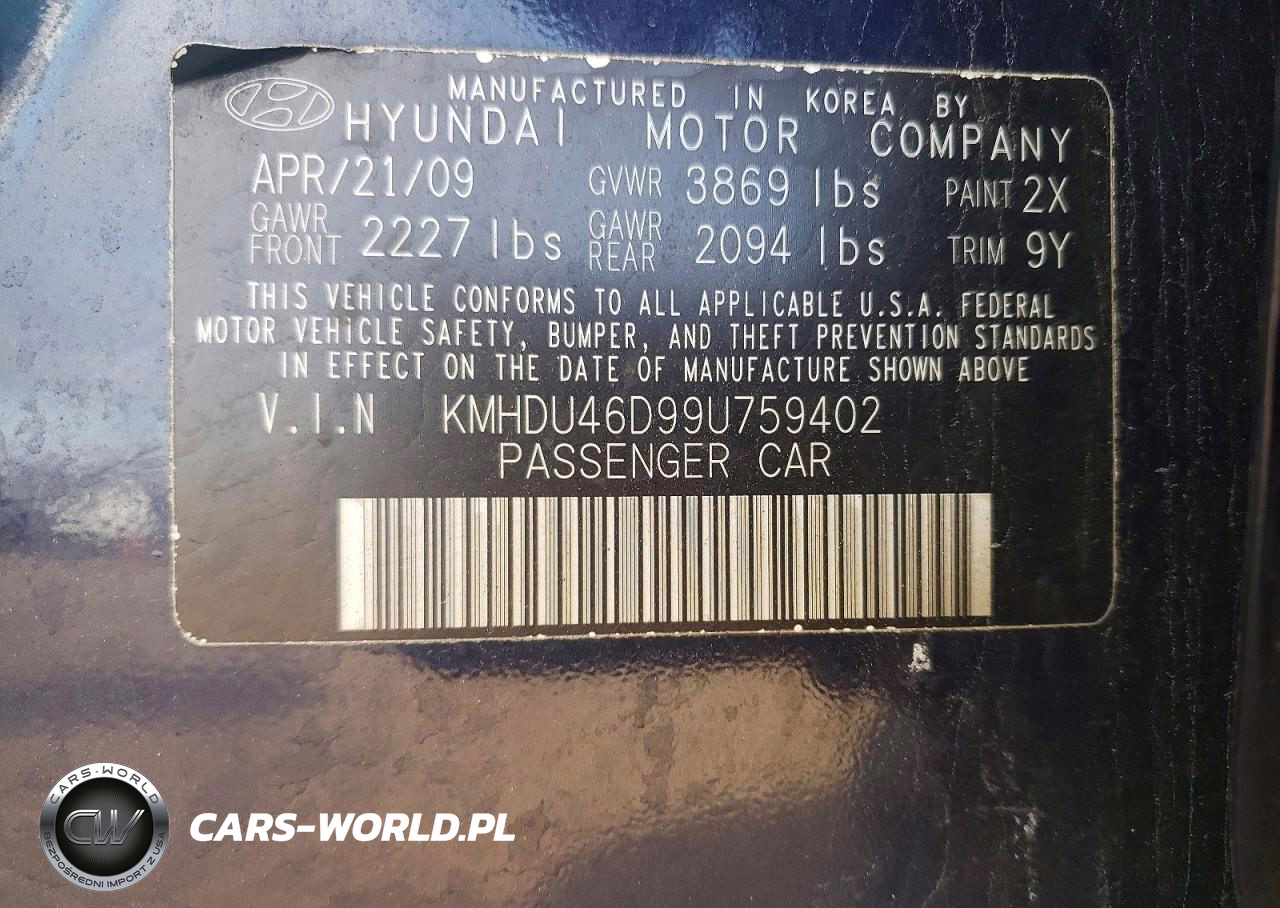 MANUFACTURED IN KOREA BY
HYUNDAI MOTOR COMPANY
APR/21/09 GVWR 3869 lbs PAINT 2X
GAWR FRONT 2227 lbs GAWR REAR 2094 lbs TRIM 9Y
THIS VEHICLE CONFORMS TO ALL APPLICABLE U.S.A. FEDERAL
MOTOR VEHICLE SAFETY, BUMPER, AND THEFT PREVENTION STANDARDS
IN EFFECT ON THE DATE OF MANUFACTURE SHOWN ABOVE
V.I.N KMHDU46D99U759402
PASSENGER CAR
CARS-WORLD
CW
BEZPOŚREDNI IMPORT Z USA
CARS-WORLD.PL